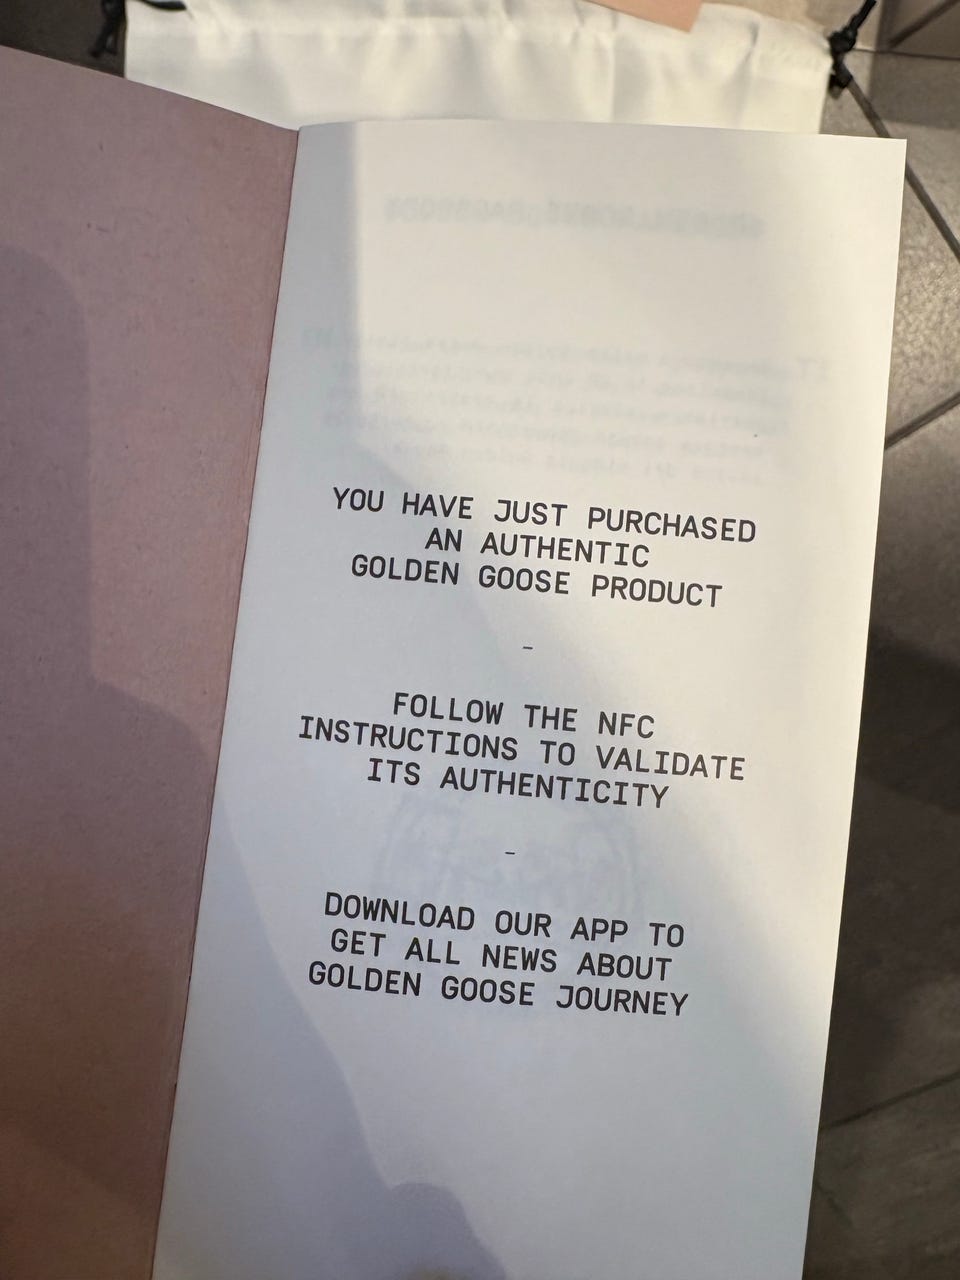 YOU HAVE JUST PURCHASED
AN AUTHENTIC
GOLDEN GOOSE PRODUCT
-
FOLLOW THE NFC
INSTRUCTIONS TO VALIDATE
ITS AUTHENTICITY
-
DOWNLOAD OUR APP TO
GET ALL NEWS ABOUT
GOLDEN GOOSE JOURNEY